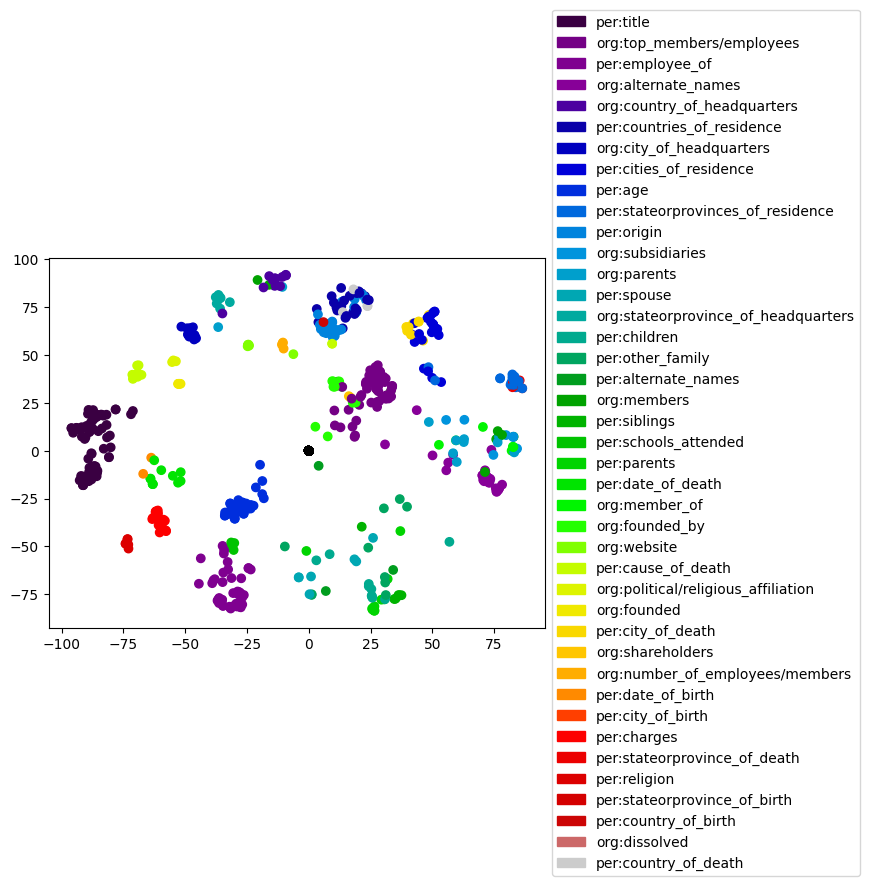 per:title
org:top_members/employees
per:employee_of
org:alternate_names
org:country_of_headquarters
per:countries_of_residence
org:city_of_headquarters
per:cities_of_residence
per:age
per:stateorprovinces_of_residence
per:origin
org:subsidiaries
org:parents
per:spouse
org:stateorprovince_of_headquarters
per:children
per:other_family
per:alternate_names
org:members
per:siblings
per:schools_attended
per:parents
per:date_of_death
org:member_of
org:founded_by
org:website
per:cause_of_death
org:political/religious_affiliation
org:founded
per:city_of_death
org:shareholders
org:number_of_employees/members
per:date_of_birth
per:city_of_birth
per:charges
per:stateorprovince_of_death
per:religion
per:stateorprovince_of_birth
per:country_of_birth
org:dissolved
per:country_of_death
100
75
50
25
0
−25
−50
−75
−100 −75 −50 −25 0 25 50 75